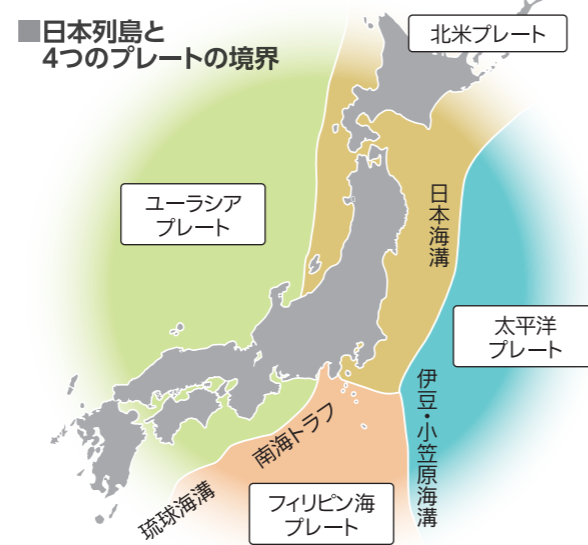 ■日本列島と
4つのプレートの境界
北米プレート
ユーラシア
プレート
日本海溝
太平洋
プレート
伊豆・小笠原海溝
南海トラフ
琉球海溝
フィリピン海
プレート